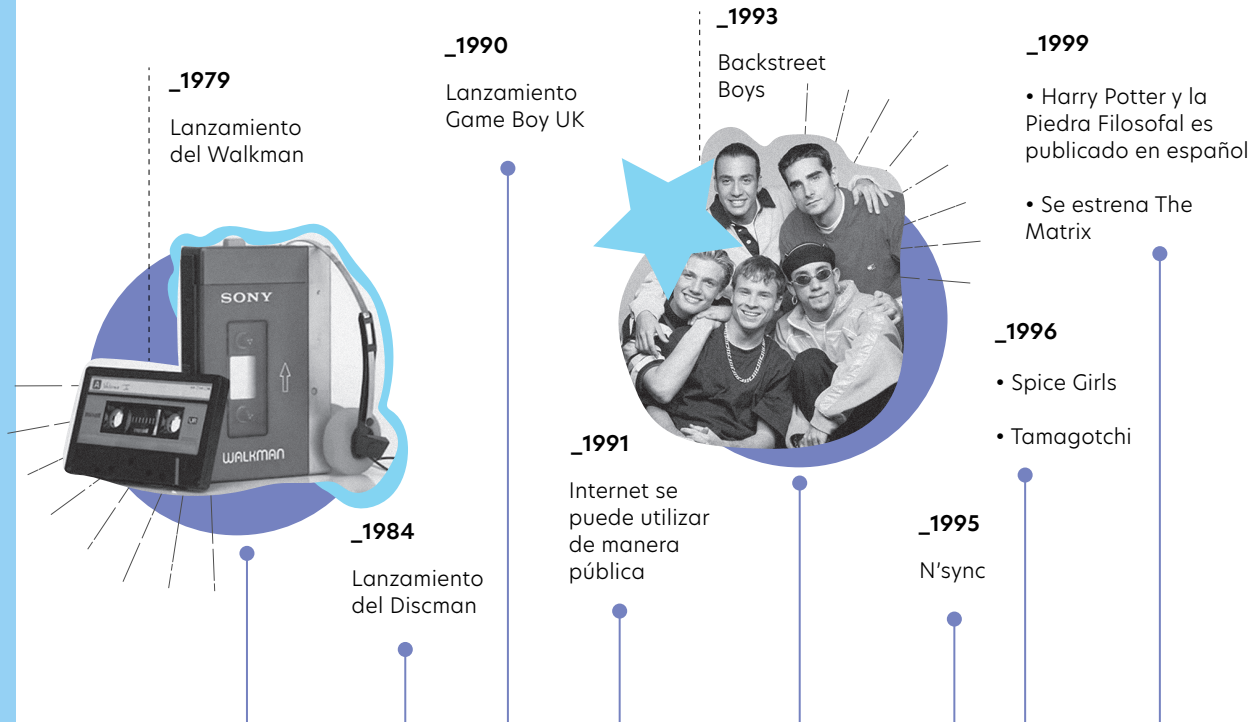 _1979
Lanzamiento
del Walkman
SONY
WALKMAN
A
_1984
Lanzamiento
del Discman
_1990
Lanzamiento
Game Boy UK
_1991
Internet se
puede utilizar
de manera
pública
_1993
Backstreet
Boys
_1995
N'sync
_1996
• Spice Girls
• Tamagotchi
_1999
• Harry Potter y la
Piedra Filosofal es
publicado en español
• Se estrena The
Matrix